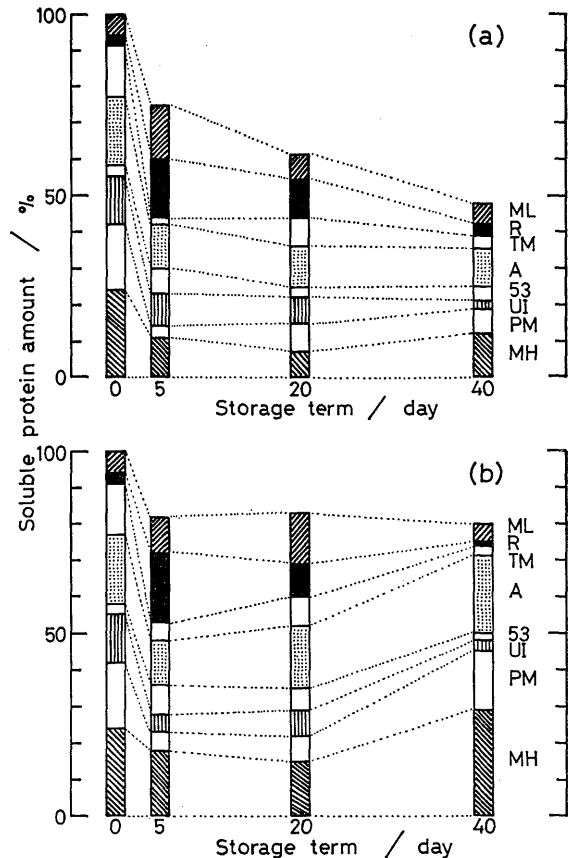 (a)
100
50
0
ML
R
TM
A
53
UI
PM
MH
0 5 20 40
Storage term / day
Soluble protein amount / %
(b)
100
50
0
ML
R
TM
A
53
UI
PM
MH
0 5 20 40
Storage term / day